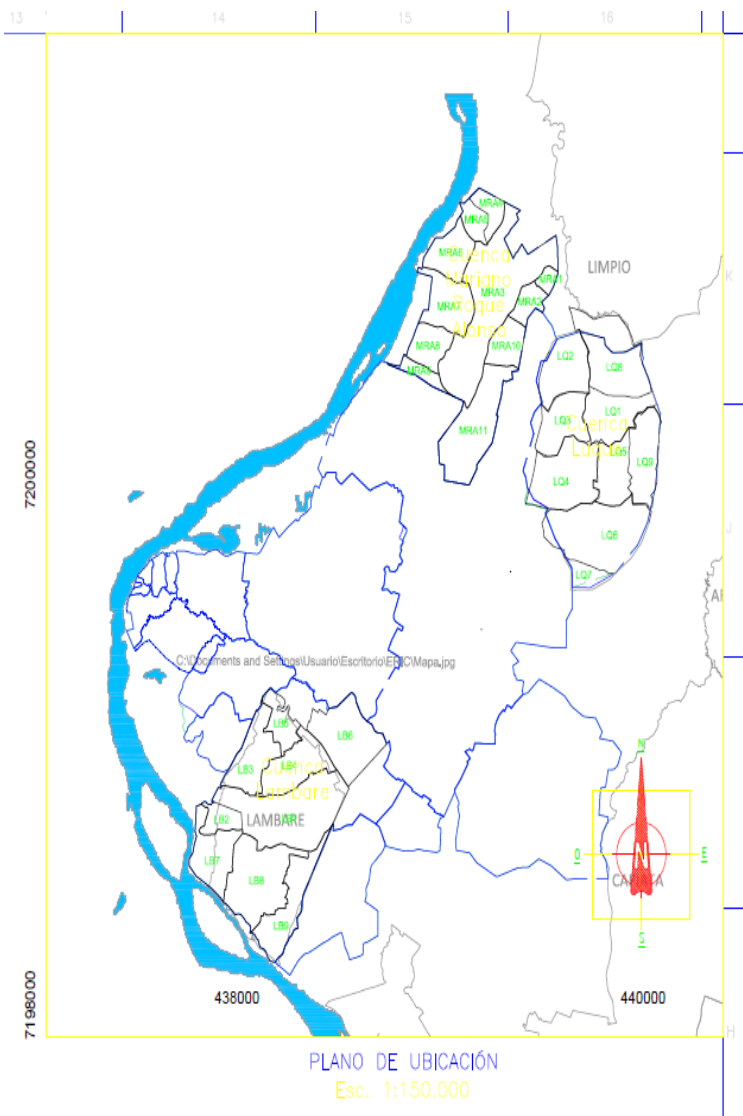 13 14 15 16
MRA4
MRA5
MRA6
Cuenca
LIMPIO
K
MRA1
Mariano
MRA3
MRA2
MRA7
Roque
Alonso
MRA8
MRA10
LQ2
LQ8
MRA9
LQ1
LQ3
Cuenca
MRA11
LQ5
LQ9
LQ4
7200000
J
LQ6
LQ7
C:\Documents and Settings\Usuario\Escritorio\ERIC\Mapa.jpg
LB5
LB6
LB4
LB3
Cuenca
Lambare
N
LB2
LAMBARE
O
N
E
LB7
LB8
CAPIATA
LB9
S
438000
440000
7198000
H
PLANO DE UBICACIÓN
Esc. 1:150.000